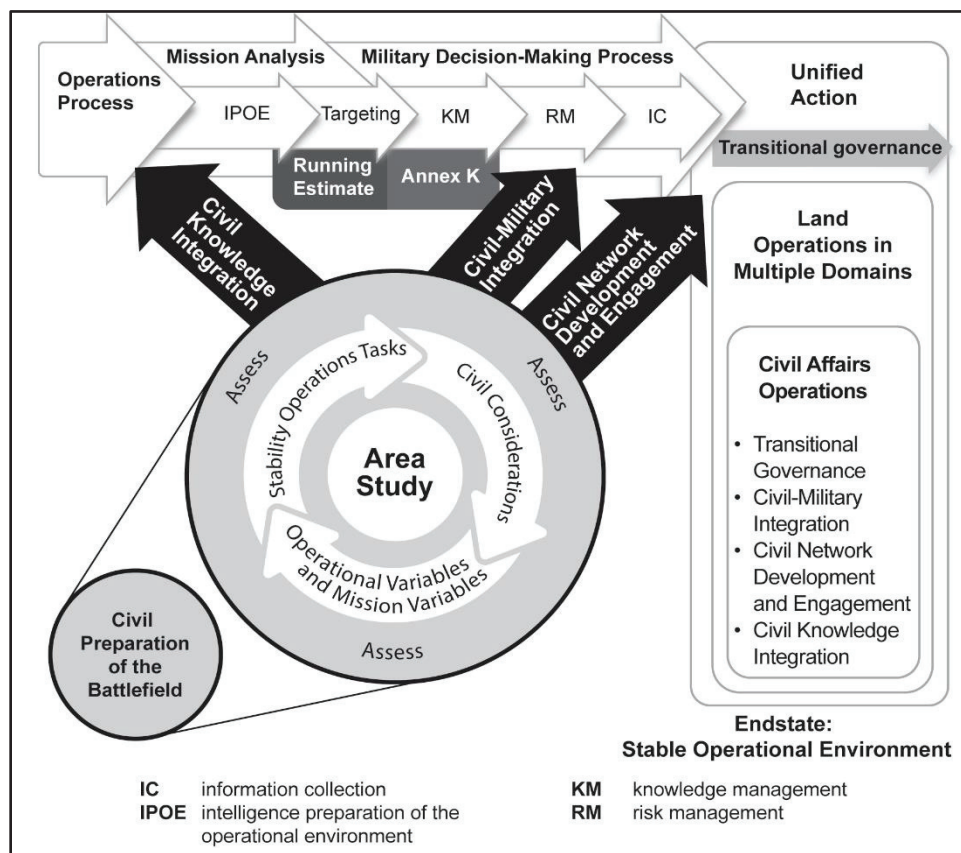 Mission Analysis
Military Decision-Making Process
Operations
Process
IPOE
Targeting
KM
RM
IC
Unified
Action
Running
Estimate
Annex K
Transitional governance
Civil
Knowledge
Integration
Civil-Military
Integration
Civil Network
Development
and Engagement
Land
Operations in
Multiple Domains
Civil Affairs
Operations
• Transitional
Governance
• Civil-Military
Integration
• Civil Network
Development
and Engagement
• Civil Knowledge
Integration
Assess
Assess
Assess
Stability Operations Tasks
Civil Considerations
Operational Variables
and Mission Variables
Area
Study
Civil
Preparation
of the
Battlefield
Endstate:
Stable Operational Environment
IC information collection
IPOE intelligence preparation of the
operational environment
KM knowledge management
RM risk management